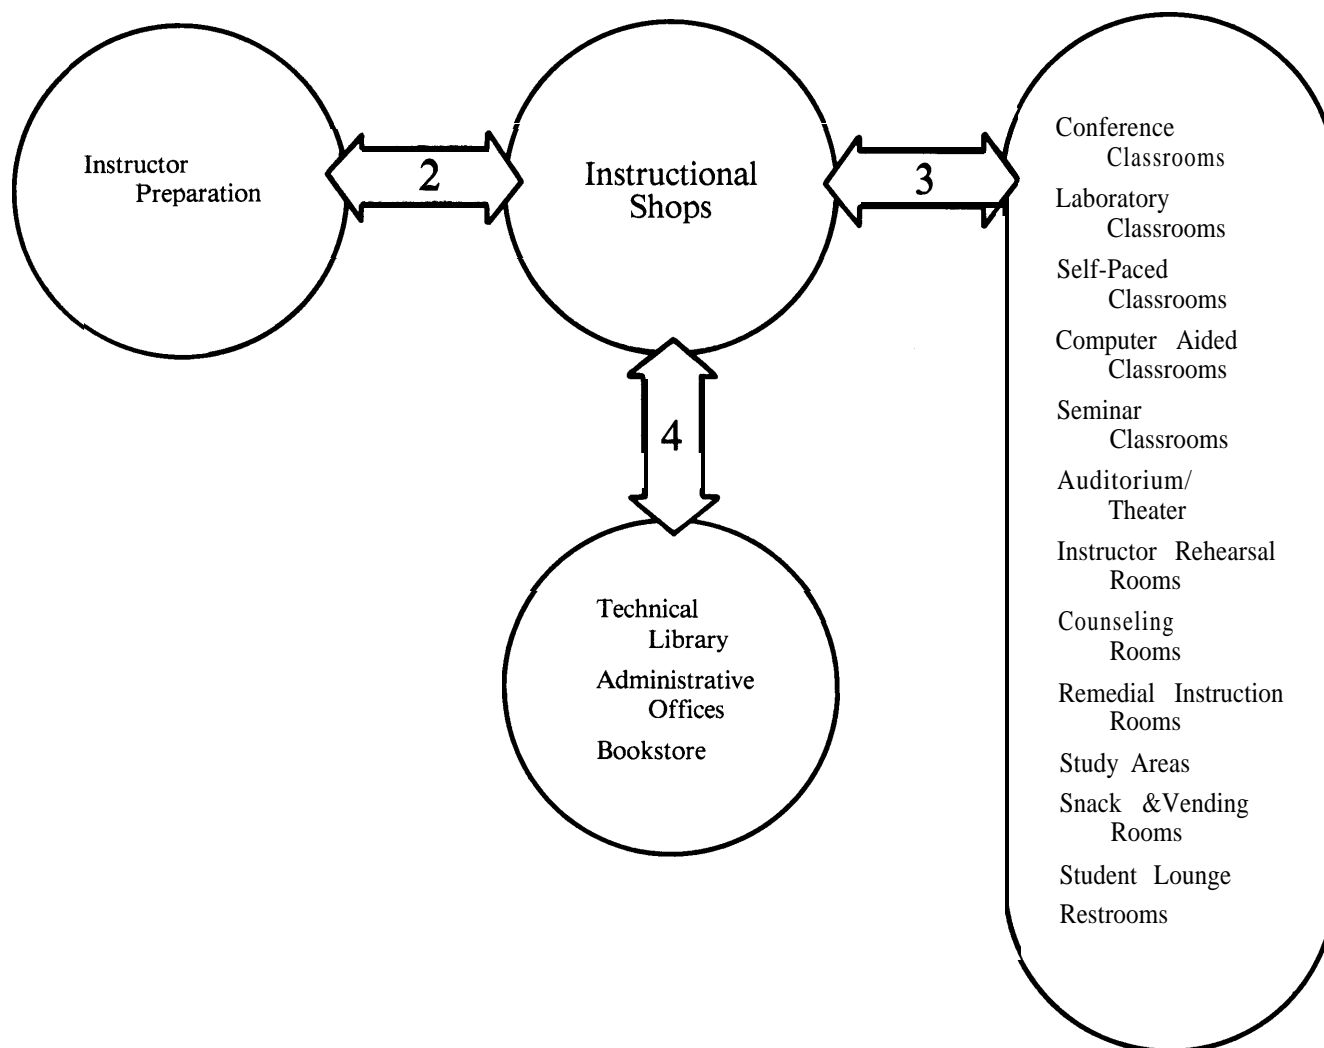 Instructor
Preparation
2
Instructional
Shops
3
4
Technical
Library
Administrative
Offices
Bookstore
Conference
Classrooms
Laboratory
Classrooms
Self-Paced
Classrooms
Computer Aided
Classrooms
Seminar
Classrooms
Auditorium/
Theater
Instructor Rehearsal
Rooms
Counseling
Rooms
Remedial Instruction
Rooms
Study Areas
Snack &Vending
Rooms
Student Lounge
Restrooms